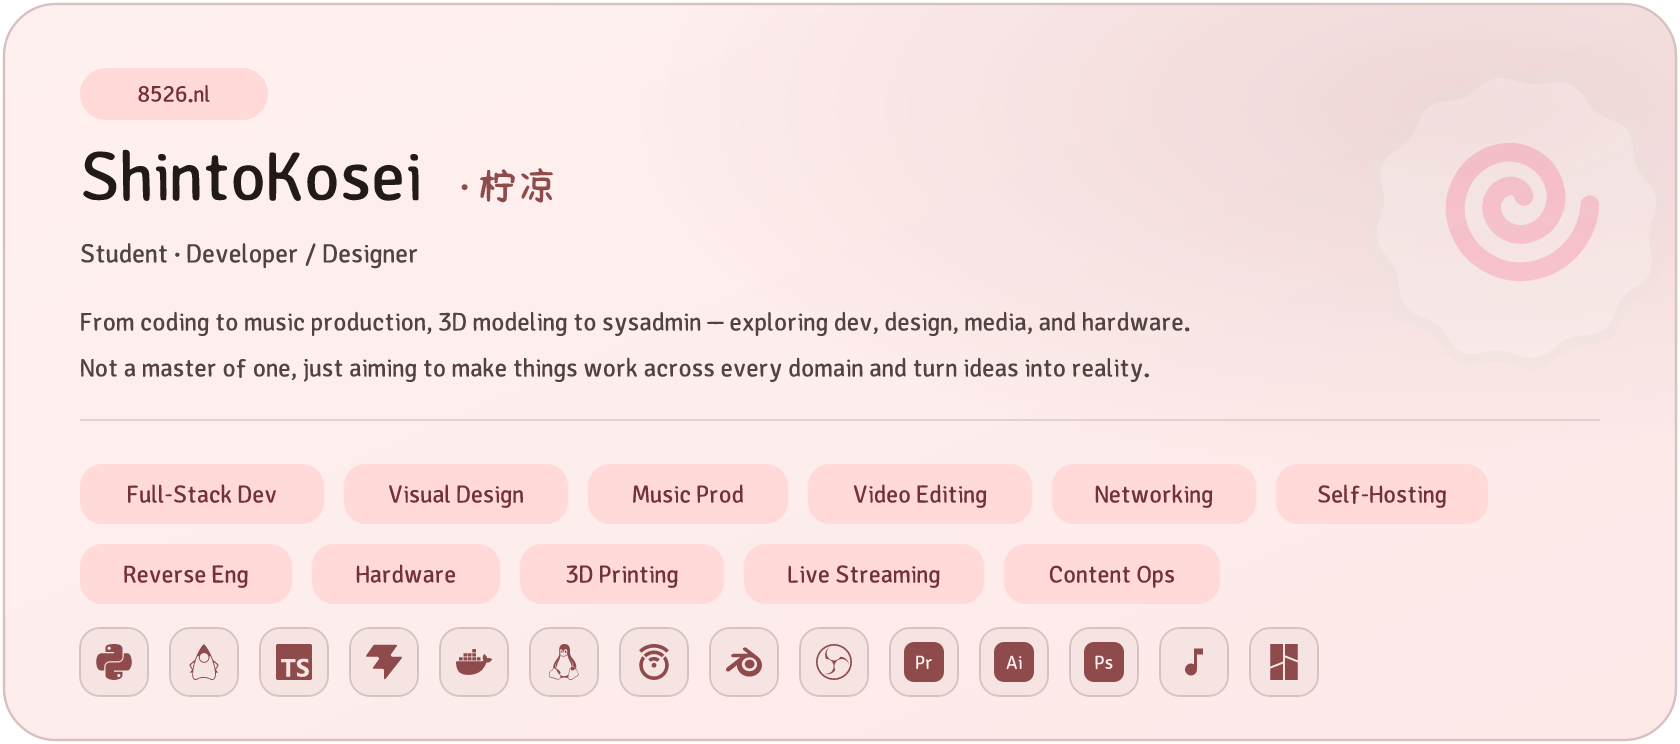 8526.nl
ShintoKosei · 柠凉
Student · Developer / Designer
From coding to music production, 3D modeling to sysadmin — exploring dev, design, media, and hardware.
Not a master of one, just aiming to make things work across every domain and turn ideas into reality.
Full-Stack Dev Visual Design Music Prod Video Editing Networking Self-Hosting
Reverse Eng Hardware 3D Printing Live Streaming Content Ops
TS Pr Ai Ps